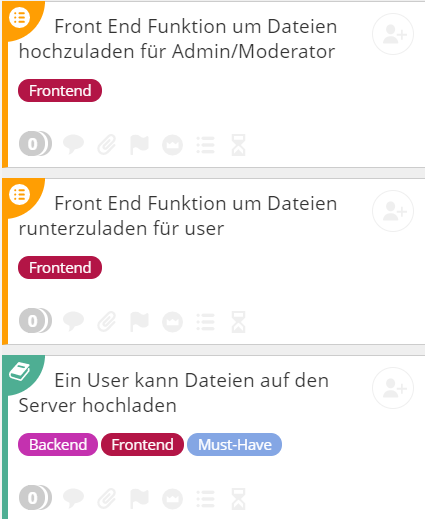 Front End Funktion um Dateien
hochzuladen für Admin/Moderator
Frontend
0
Front End Funktion um Dateien
runterzuladen für user
Frontend
0
Ein User kann Dateien auf den
Server hochladen
Backend Frontend Must-Have
0